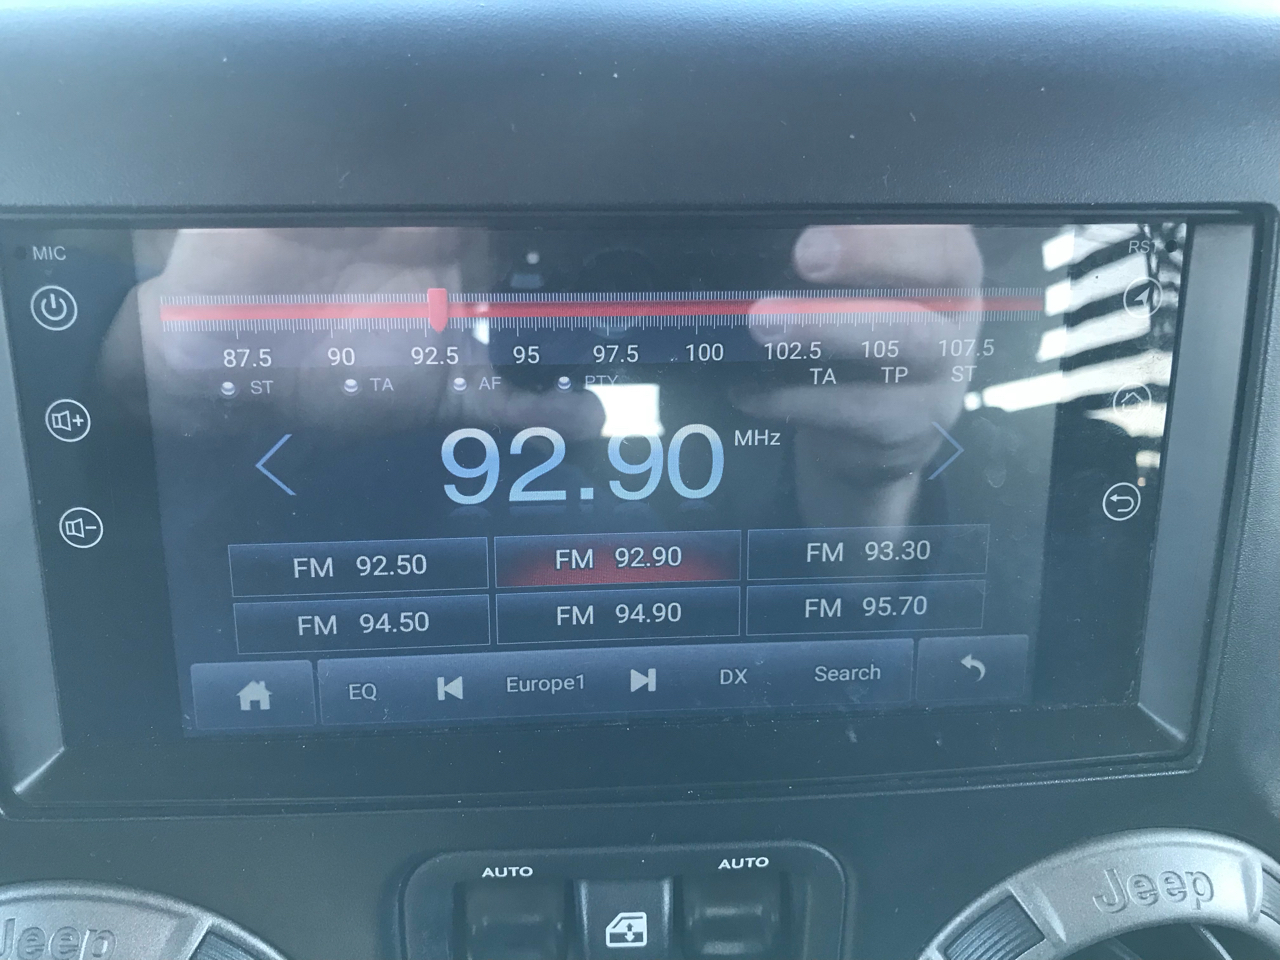 MIC
RST
87.5 90 92.5 95 97.5 100 102.5 105 107.5
ST TA AF PTY TA TP ST
92.90 MHz
FM 92.50 FM 92.90 FM 93.30
FM 94.50 FM 94.90 FM 95.70
EQ Europe1 DX Search
AUTO AUTO
Jeep Jeep